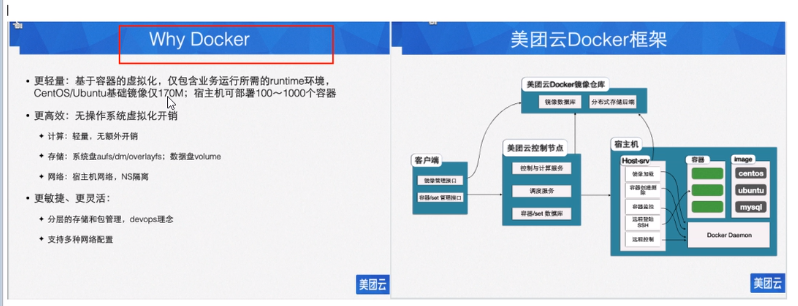 Why Docker
• 更轻量：基于容器的虚拟化，仅包含业务运行所需的runtime环境，
CentOS/Ubuntu基础镜像仅170M；宿主机可部署100～1000个容器
• 更高效：无操作系统虚拟化开销
计算：轻量，无额外开销
存储：系统盘aufs/dm/overlayfs；数据盘volume
网络：宿主机网络，NS隔离
• 更敏捷、更灵活：
分层的存储和包管理，devops理念
支持多种网络配置
美团云
美团云Docker框架
美团云Docker镜像仓库
镜像数据库
分布式存储后端
客户端
镜像管理接口
容器/set 管理接口
美团云控制节点
控制与计算服务
调度服务
容器/set 数据库
宿主机
Host-srv
镜像加载
容器创建删除
容器监控
远程登陆
SSH
远程控制
容器
image
centos
ubuntu
mysql
Docker Daemon
美团云